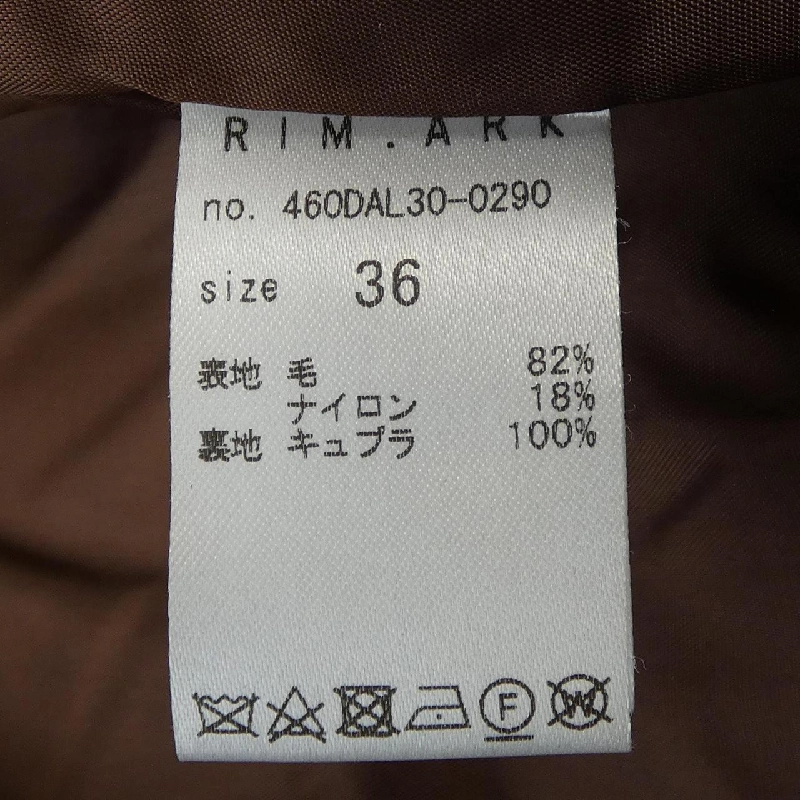 RIM.ARK
no. 460DAL30-0290
size 36
表地 毛 82%
ナイロン 18%
裏地 キュプラ 100%
F W